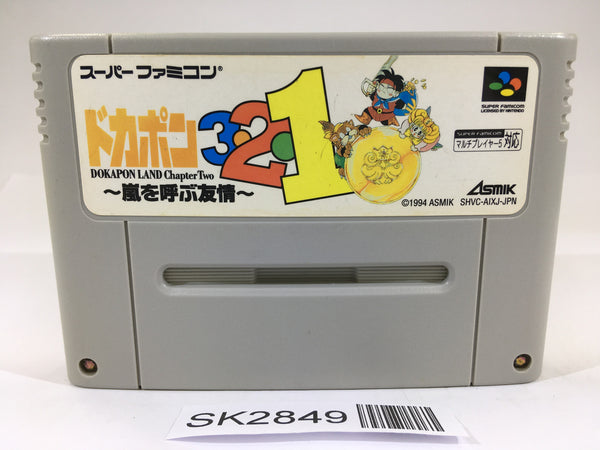 スーパーファミコン®
ドカポン3・2・1
DOKAPON LAND Chapter Two
〜嵐を呼ぶ友情〜
SUPER FAMICOM
LICENSED BY NINTENDO
SUPER FAMICOM
マルチプレイヤー5 対応
ASMIK
©1994 ASMIK SHVC-AIXJ-JPN
SK2849